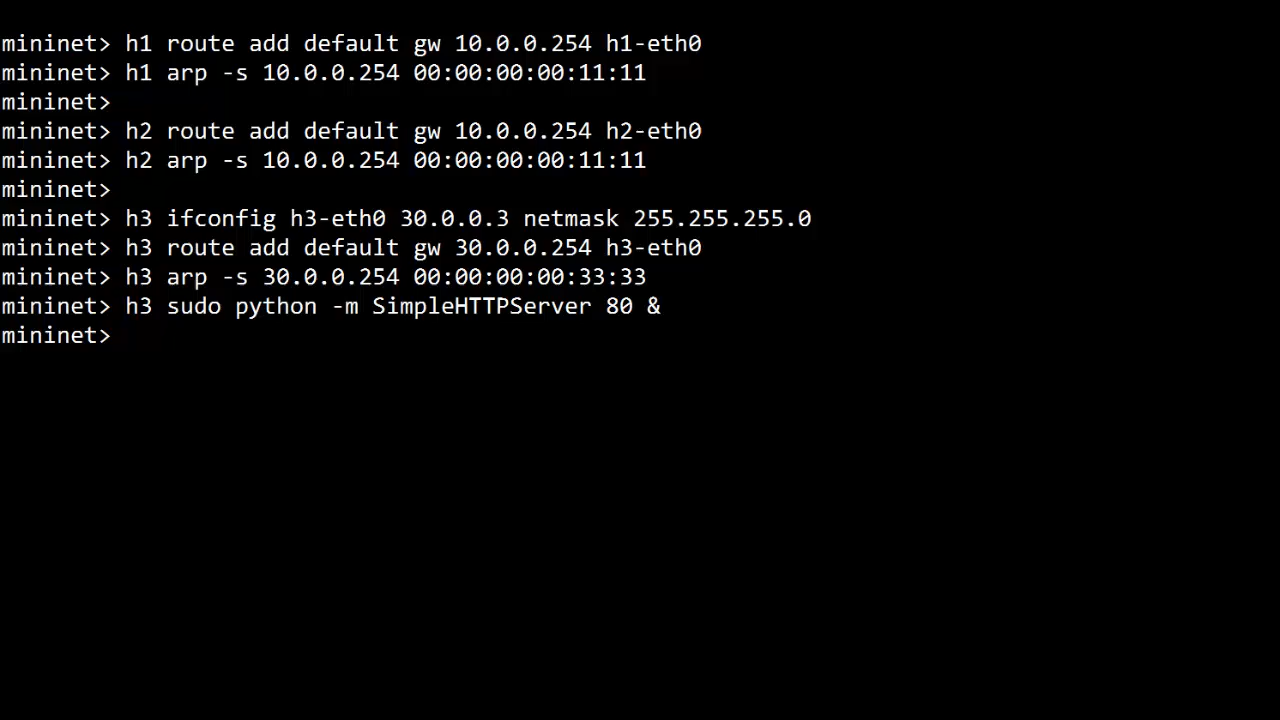 mininet> h1 route add default gw 10.0.0.254 h1-eth0
mininet> h1 arp -s 10.0.0.254 00:00:00:00:11:11
mininet>
mininet> h2 route add default gw 10.0.0.254 h2-eth0
mininet> h2 arp -s 10.0.0.254 00:00:00:00:11:11
mininet>
mininet> h3 ifconfig h3-eth0 30.0.0.3 netmask 255.255.255.0
mininet> h3 route add default gw 30.0.0.254 h3-eth0
mininet> h3 arp -s 30.0.0.254 00:00:00:00:33:33
mininet> h3 sudo python -m SimpleHTTPServer 80 &
mininet>